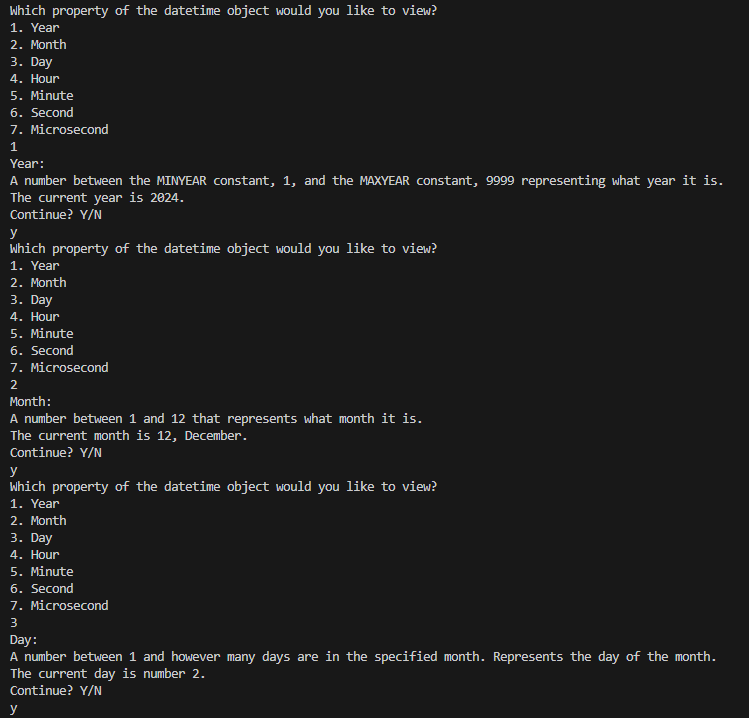 Which property of the datetime object would you like to view?
1. Year
2. Month
3. Day
4. Hour
5. Minute
6. Second
7. Microsecond
1
Year:
A number between the MINYEAR constant, 1, and the MAXYEAR constant, 9999 representing what year it is.
The current year is 2024.
Continue? Y/N
y
Which property of the datetime object would you like to view?
1. Year
2. Month
3. Day
4. Hour
5. Minute
6. Second
7. Microsecond
2
Month:
A number between 1 and 12 that represents what month it is.
The current month is 12, December.
Continue? Y/N
y
Which property of the datetime object would you like to view?
1. Year
2. Month
3. Day
4. Hour
5. Minute
6. Second
7. Microsecond
3
Day:
A number between 1 and however many days are in the specified month. Represents the day of the month.
The current day is number 2.
Continue? Y/N
y